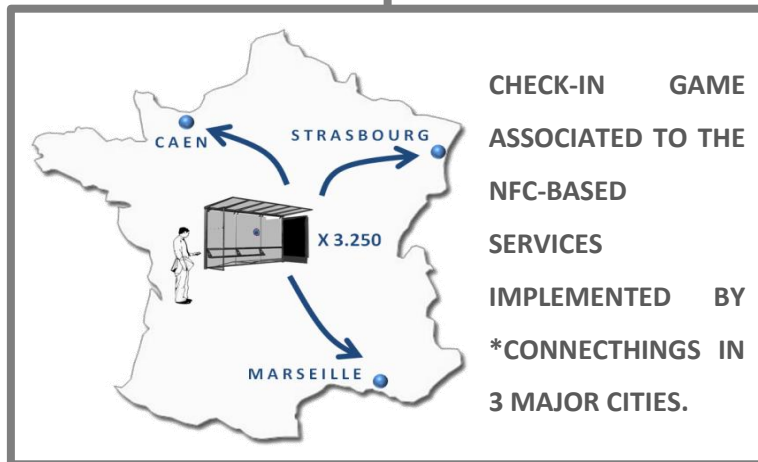 CAEN
STRASBOURG
X 3.250
MARSEILLE
CHECK-IN GAME
ASSOCIATED TO THE
NFC-BASED
SERVICES
IMPLEMENTED BY
*CONNECTHINGS IN
3 MAJOR CITIES.